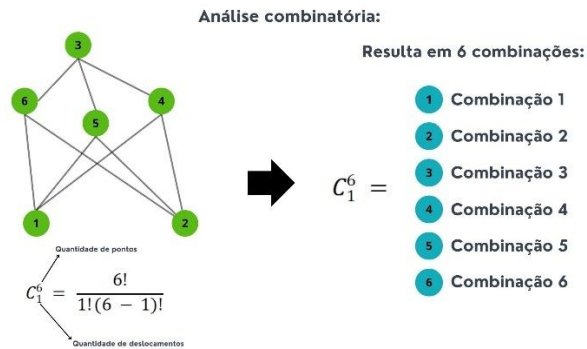 Análise combinatória:
3
6
4
5
1
2
Quantidade de pontos
C₁⁶ = 6! / 1!(6 − 1)!
Quantidade de deslocamentos
Resulta em 6 combinações:
C₁⁶ =
1 Combinação 1
2 Combinação 2
3 Combinação 3
4 Combinação 4
5 Combinação 5
6 Combinação 6